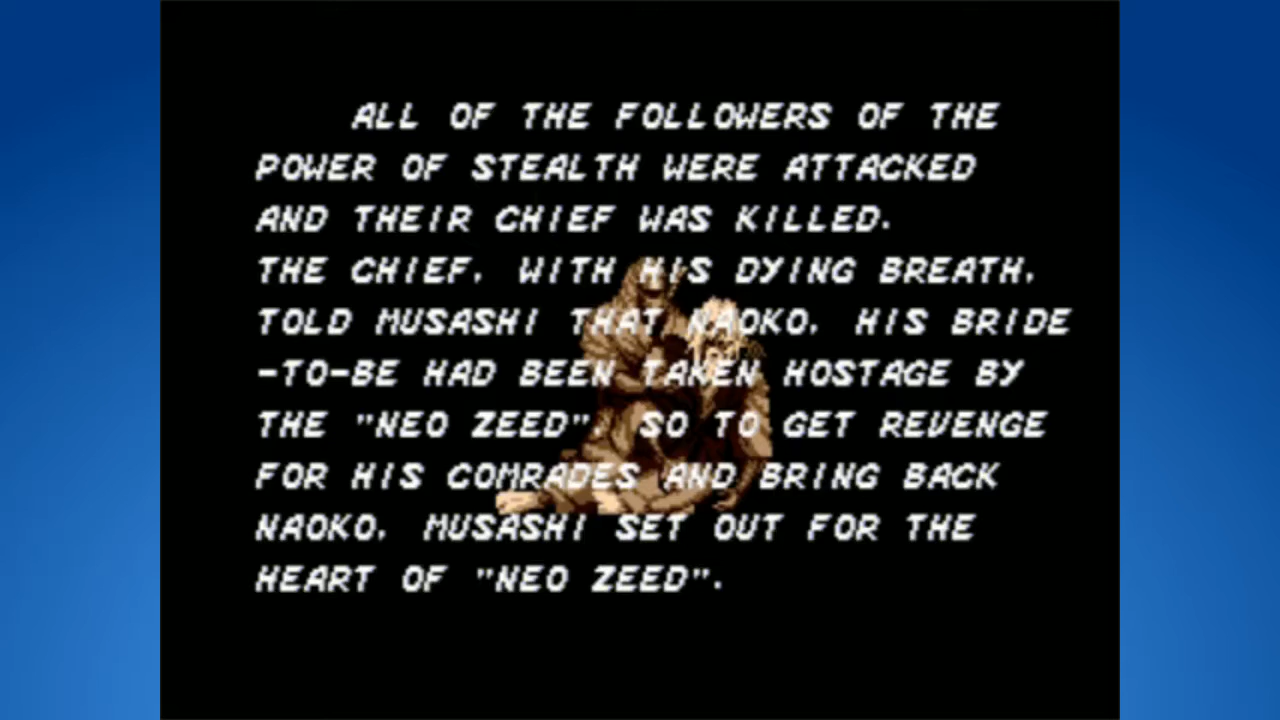 ALL OF THE FOLLOWERS OF THE
POWER OF STEALTH WERE ATTACKED
AND THEIR CHIEF WAS KILLED.
THE CHIEF, WITH HIS DYING BREATH,
TOLD MUSASHI THAT NAOKO, HIS BRIDE
-TO-BE HAD BEEN TAKEN HOSTAGE BY
THE "NEO ZEED". SO TO GET REVENGE
FOR HIS COMRADES AND BRING BACK
NAOKO, MUSASHI SET OUT FOR THE
HEART OF "NEO ZEED".